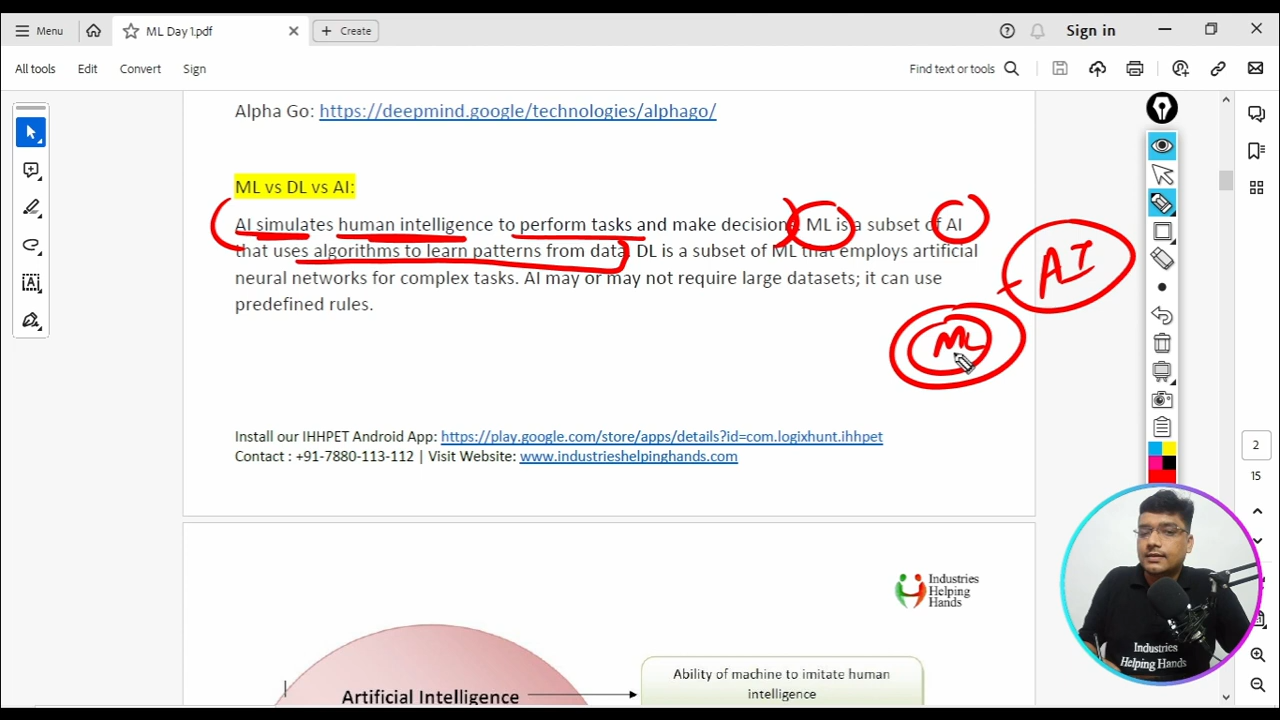 Menu
ML Day 1.pdf
+ Create
Sign in
All tools Edit Convert Sign
Find text or tools
Alpha Go: https://deepmind.google/technologies/alphago/
ML vs DL vs AI:
AI simulates human intelligence to perform tasks and make decisions. ML is a subset of AI
that uses algorithms to learn patterns from data. DL is a subset of ML that employs artificial
neural networks for complex tasks. AI may or may not require large datasets; it can use
predefined rules.
AI
ML
Install our IHHPET Android App: https://play.google.com/store/apps/details?id=com.logixhunt.ihhpet
Contact : +91-7880-113-112 | Visit Website: www.industrieshelpinghands.com
2
15
Industries
Helping
Hands
Artificial Intelligence
Ability of machine to imitate human
intelligence
Industries
Helping Hands